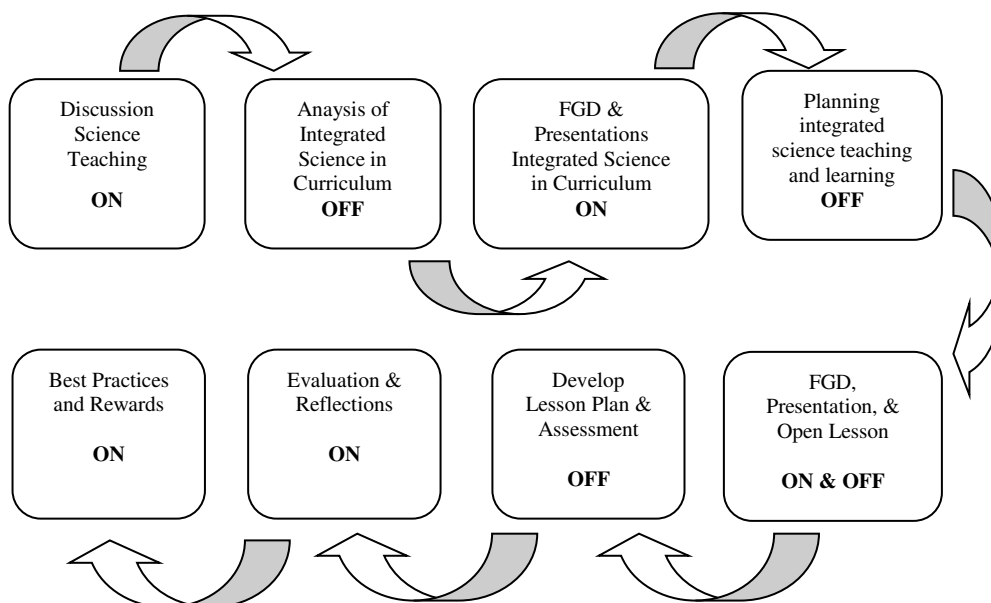 Discussion
Science
Teaching
ON
Anaysis of
Integrated
Science in
Curriculum
OFF
FGD &
Presentations
Integrated Science
in Curriculum
ON
Planning
integrated
science teaching
and learning
OFF
FGD,
Presentation, &
Open Lesson
ON & OFF
Develop
Lesson Plan &
Assessment
OFF
Evaluation &
Reflections
ON
Best Practices
and Rewards
ON